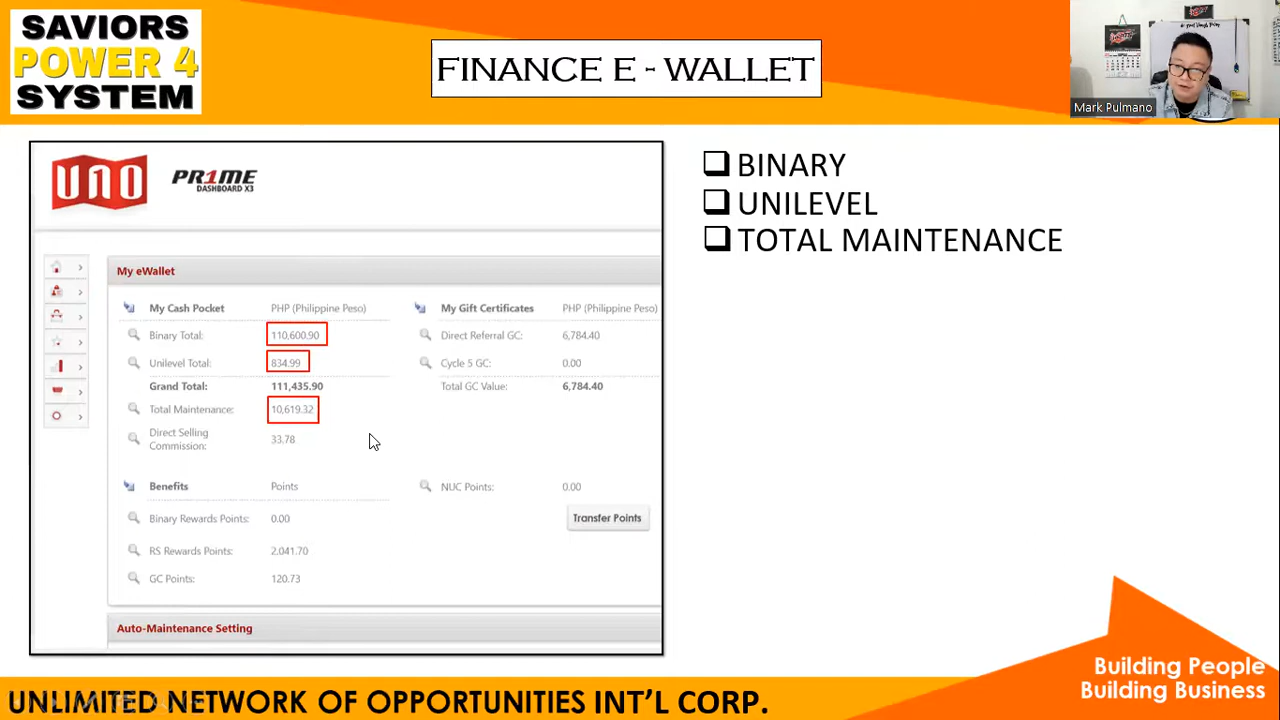 SAVIORS
POWER 4
SYSTEM
FINANCE E - WALLET
Mark Pulmano
UNO
PR1ME
DASHBOARD X3
BINARY
UNILEVEL
TOTAL MAINTENANCE
My eWallet
My Cash Pocket PHP (Philippine Peso)
Binary Total: 110,600.90
Unilevel Total: 834.99
Grand Total: 111,435.90
Total Maintenance: 10,619.32
Direct Selling
Commission: 33.78
My Gift Certificates PHP (Philippine Peso)
Direct Referral GC: 6,784.40
Cycle 5 GC: 0.00
Total GC Value: 6,784.40
Benefits Points
Binary Rewards Points: 0.00
RS Rewards Points: 2,041.70
GC Points: 120.73
NUC Points: 0.00
Transfer Points
Auto-Maintenance Setting
Building People
Building Business
UNLIMITED NETWORK OF OPPORTUNITIES INT'L CORP.